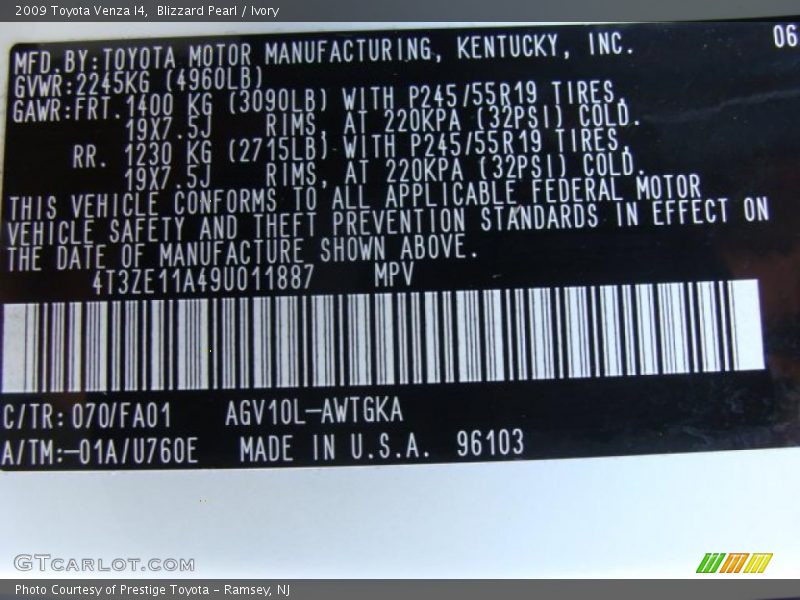 2009 Toyota Venza I4,  Blizzard Pearl / Ivory
MFD.BY:TOYOTA MOTOR MANUFACTURING, KENTUCKY, INC. 06
GVWR:2245KG (4960LB)
GAWR:FRT.1400 KG (3090LB) WITH P245/55R19 TIRES,
19X7.5J RIMS, AT 220KPA (32PSI) COLD.
RR. 1230 KG (2715LB) WITH P245/55R19 TIRES,
19X7.5J RIMS, AT 220KPA (32PSI) COLD.
THIS VEHICLE CONFORMS TO ALL APPLICABLE FEDERAL MOTOR
VEHICLE SAFETY AND THEFT PREVENTION STANDARDS IN EFFECT ON
THE DATE OF MANUFACTURE SHOWN ABOVE.
4T3ZE11A49U011887 MPV
C/TR:070/FA01 AGV10L-AWTGKA
A/TM:-01A/U760E MADE IN U.S.A. 96103
GTCARLOT.COM
Photo Courtesy of Prestige Toyota - Ramsey, NJ